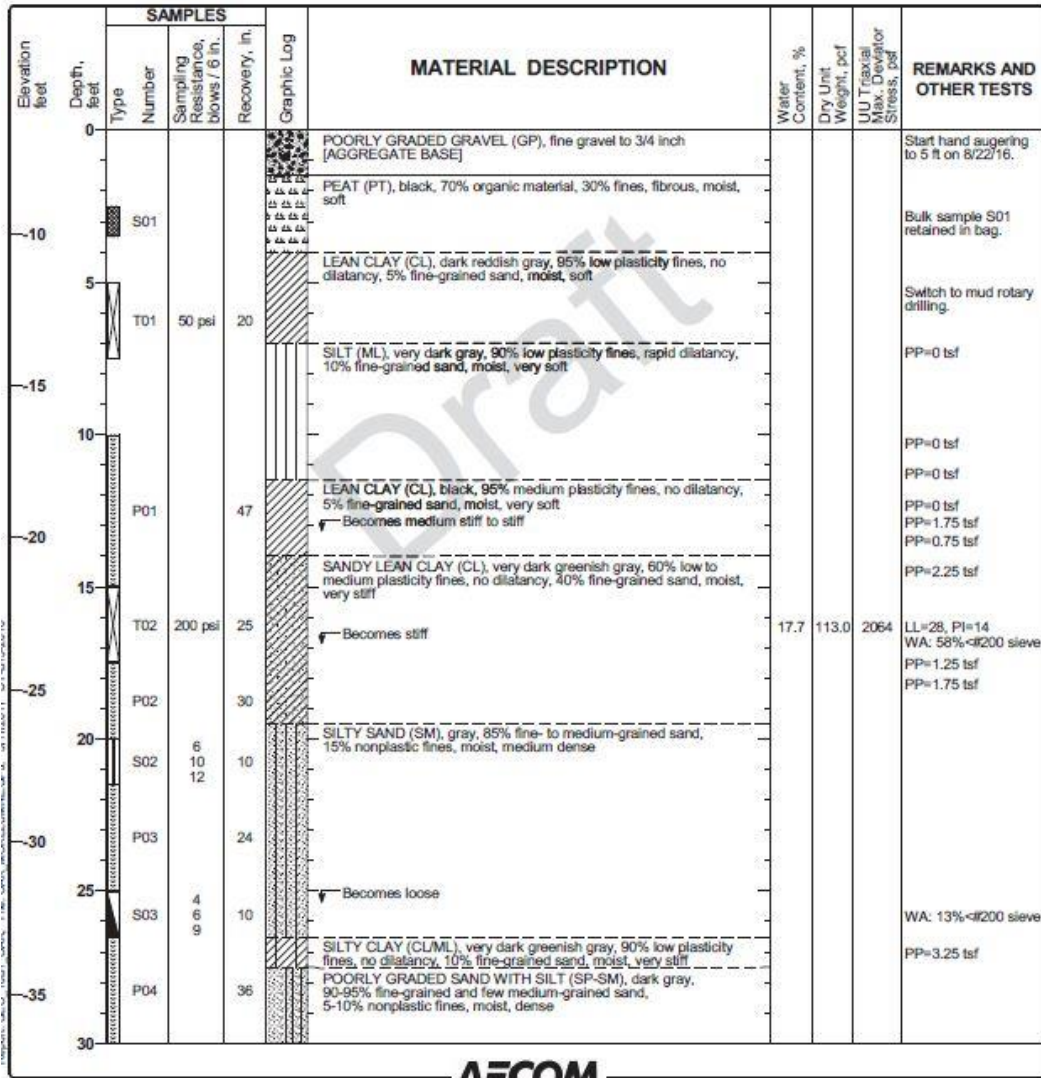 SAMPLES
Elevation feet
Depth, feet
Type
Number
Sampling Resistance, blows / 6 in.
Recovery, in.
Graphic Log
MATERIAL DESCRIPTION
Water Content, %
Dry Unit Weight, pcf
UU Triaxial Max. Deviator Stress, psf
REMARKS AND OTHER TESTS
0
POORLY GRADED GRAVEL (GP), fine gravel to 3/4 inch
[AGGREGATE BASE]
Start hand augering
to 5 ft on 8/22/16.
PEAT (PT), black, 70% organic material, 30% fines, fibrous, moist,
soft
S01
Bulk sample S01
retained in bag.
-10
LEAN CLAY (CL), dark reddish gray, 95% low plasticity fines, no
dilatancy, 5% fine-grained sand, moist, soft
5
Switch to mud rotary
drilling.
T01 50 psi 20
SILT (ML), very dark gray, 90% low plasticity fines, rapid dilatancy,
10% fine-grained sand, moist, very soft
PP=0 tsf
-15
10
PP=0 tsf
PP=0 tsf
LEAN CLAY (CL), black, 95% medium plasticity fines, no dilatancy,
5% fine-grained sand, moist, very soft
P01 47
PP=0 tsf
Becomes medium stiff to stiff
PP=1.75 tsf
-20
PP=0.75 tsf
SANDY LEAN CLAY (CL), very dark greenish gray, 60% low to
medium plasticity fines, no dilatancy, 40% fine-grained sand, moist,
very stiff
PP=2.25 tsf
15
T02 200 psi 25
Becomes stiff
17.7 113.0 2064
LL=28, PI=14
WA: 58%<#200 sieve
PP=1.25 tsf
PP=1.75 tsf
-25
P02 30
SILTY SAND (SM), gray, 85% fine- to medium-grained sand,
15% nonplastic fines, moist, medium dense
20
6
S02 10 10
12
P03 24
-30
25
Becomes loose
4
S03 6 10
9
WA: 13%<#200 sieve
SILTY CLAY (CL/ML), very dark greenish gray, 90% low plasticity
fines, no dilatancy, 10% fine-grained sand, moist, very stiff
PP=3.25 tsf
POORLY GRADED SAND WITH SILT (SP-SM), dark gray,
90-95% fine-grained and few medium-grained sand,
5-10% nonplastic fines, moist, dense
P04 36
-35
30
Draft
AECOM